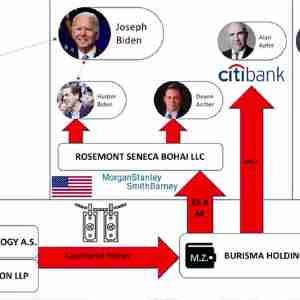 Joseph
Biden
Alan
Apter
citibank
Hunter
Biden
Devon
Archer
ROSEMONT SENECA BOHAI LLC
MorganStanley
SmithBarney
$3.4
M
OGY A.S.
Laundered Money
M.Z.
BURISMA HOLDIN
ON LLP